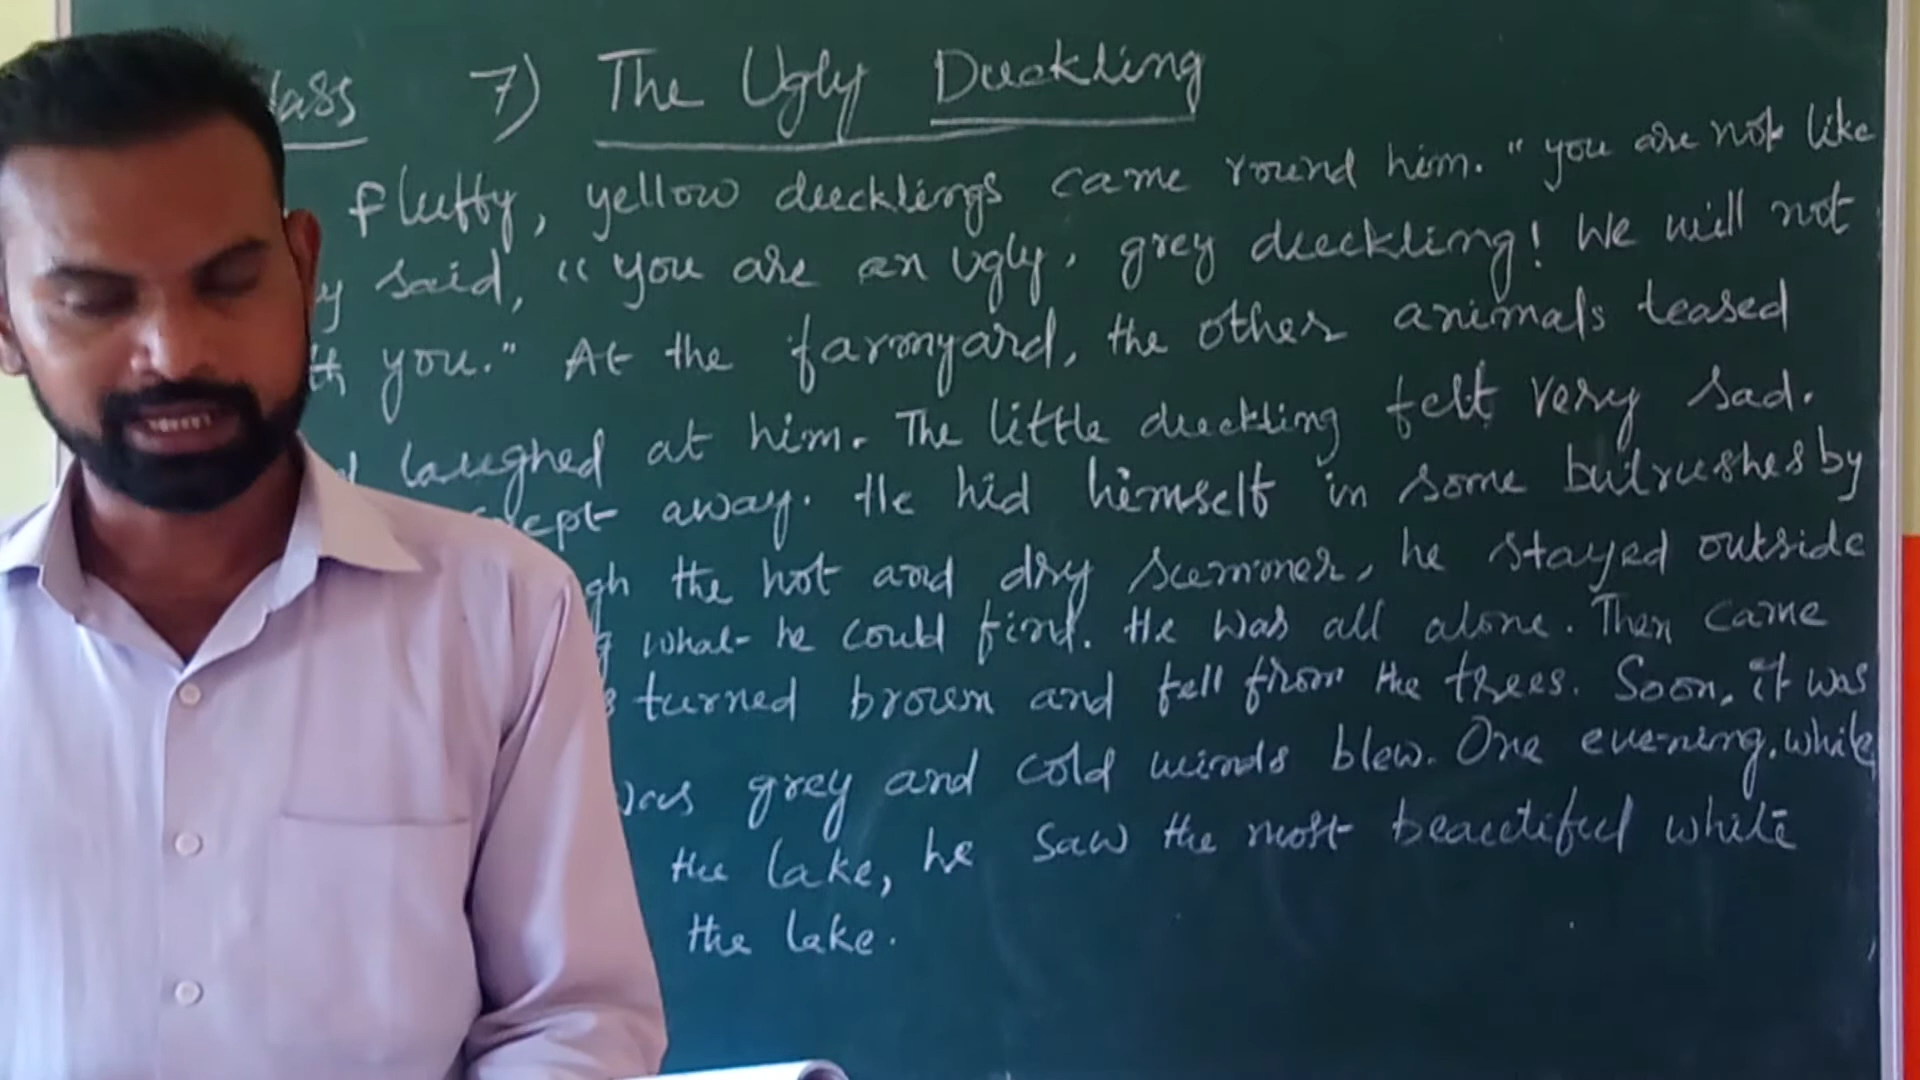 lass 7) The Ugly Duckling
fluffy, yellow ducklings came round him. "you are not like
y said, "you are an ugly, grey duckling! We will not
th you." At the farmyard, the other animals teased
d laughed at him. The little duckling felt very sad.
crept away. He hid himself in some bulrushes by
gh the hot and dry summer, he stayed outside
g what he could find. He was all alone. Then came
s turned brown and fell from the trees. Soon, it was
was grey and cold winds blew. One evening, while
the lake, he saw the most beautiful white
the lake.